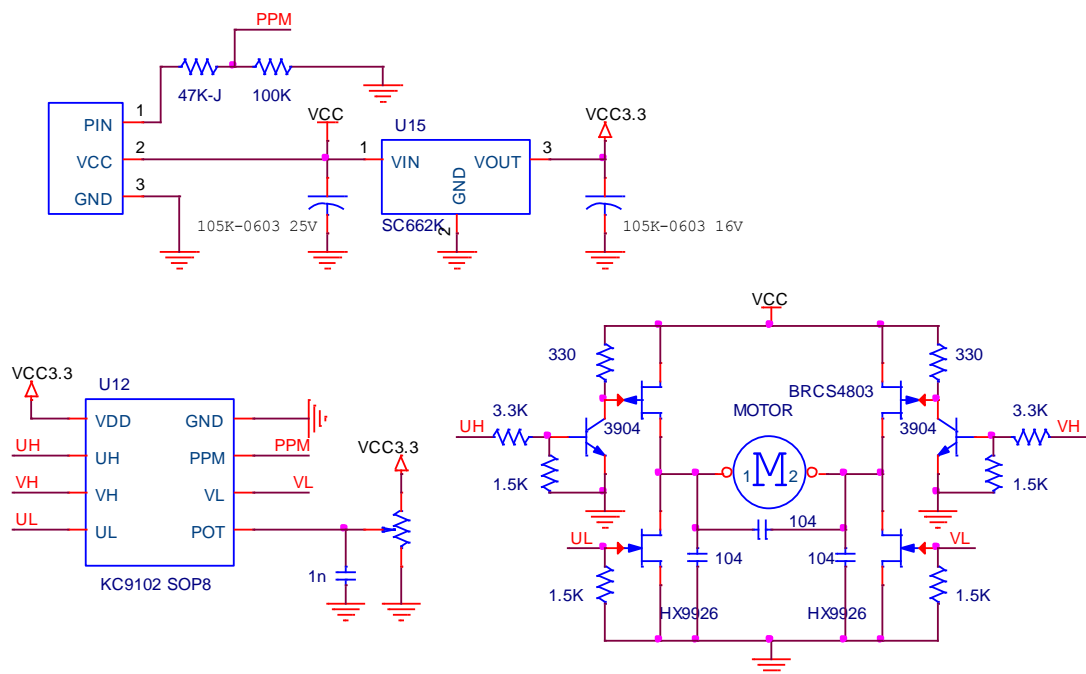 PPM
47K-J
100K
1
PIN
2
VCC
3
GND
VCC
U15
1
VIN
VOUT
3
GND
2
SC662K
VCC3.3
105K-0603 25V
105K-0603 16V
VCC3.3
U12
VDD
GND
UH
UH
PPM
PPM
VH
VH
VL
VL
UL
UL
POT
KC9102 SOP8
VCC3.3
1n
VCC
330
330
BRCS4803
MOTOR
UH
3.3K
3904
3904
3.3K
VH
1.5K
1.5K
1
M
2
104
UL
104
104
VL
1.5K
1.5K
HX9926
HX9926